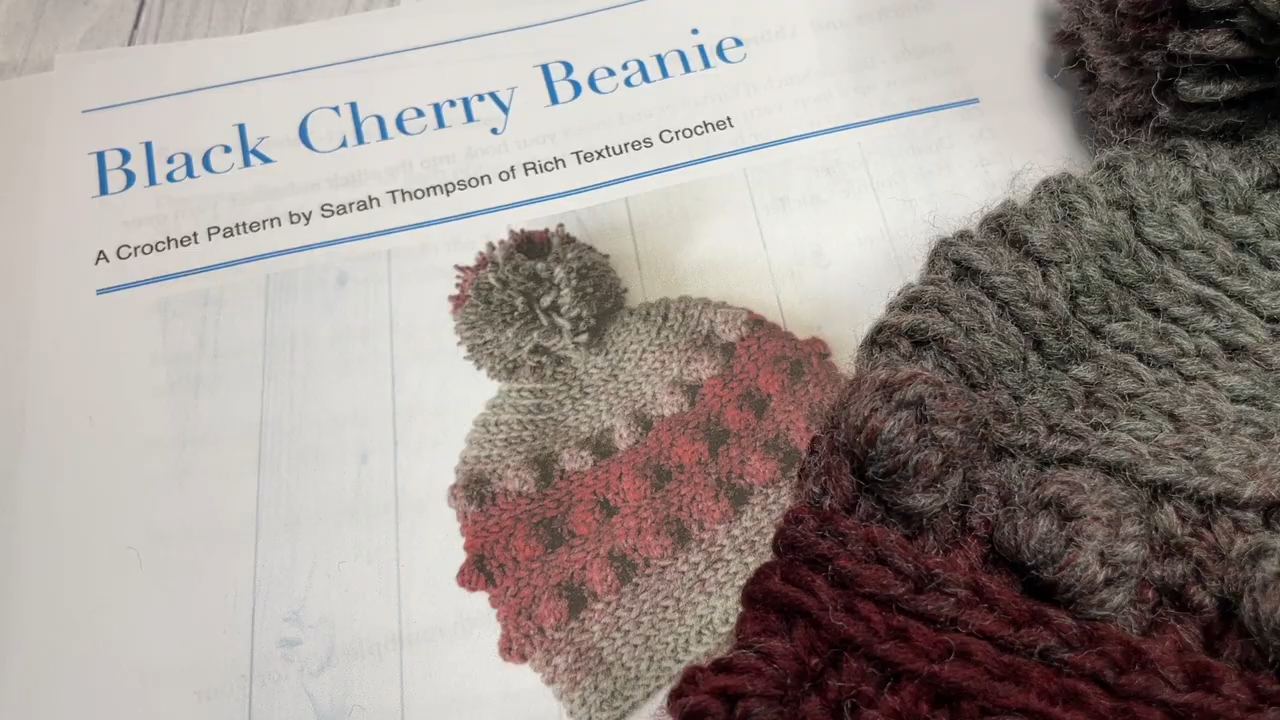 Black Cherry Beanie
A Crochet Pattern by Sarah Thompson of Rich Textures Crochet